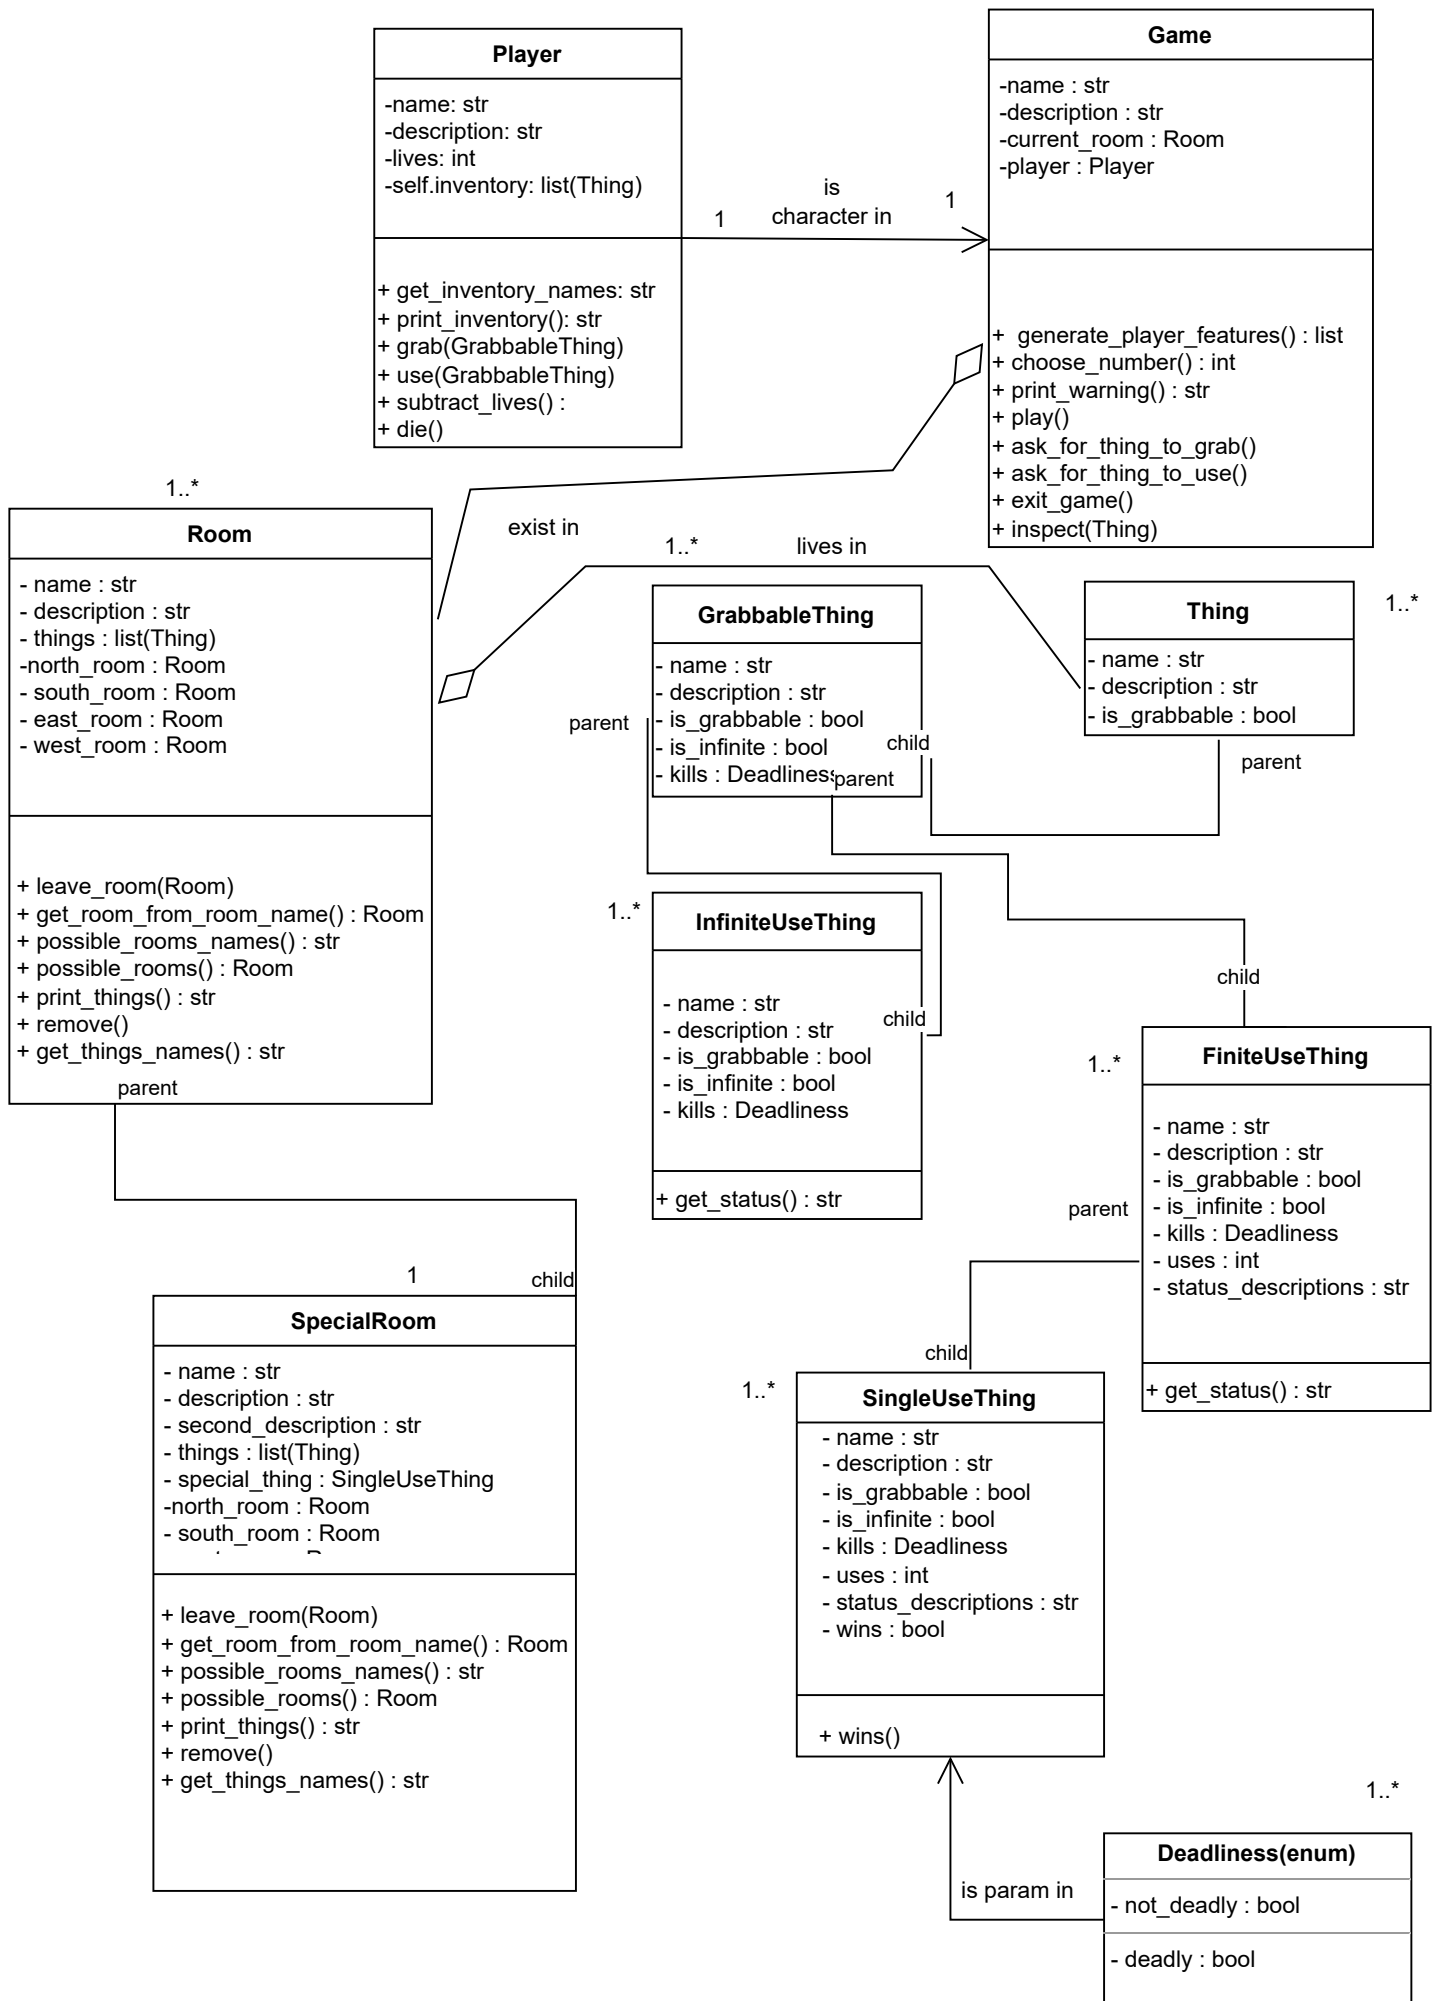 Player
-name: str
-description: str
-lives: int
-self.inventory: list(Thing)
+ get_inventory_names: str
+ print_inventory(): str
+ grab(GrabbableThing)
+ use(GrabbableThing)
+ subtract_lives() :
+ die()
1
is
character in
1
Game
-name : str
-description : str
-current_room : Room
-player : Player
+  generate_player_features() : list
+ choose_number() : int
+ print_warning() : str
+ play()
+ ask_for_thing_to_grab()
+ ask_for_thing_to_use()
+ exit_game()
+ inspect(Thing)
1..*
Room
- name : str
- description : str
- things : list(Thing)
-north_room : Room
- south_room : Room
- east_room : Room
- west_room : Room
+ leave_room(Room)
+ get_room_from_room_name() : Room
+ possible_rooms_names() : str
+ possible_rooms() : Room
+ print_things() : str
+ remove()
+ get_things_names() : str
parent
exist in
1..*
lives in
GrabbableThing
- name : str
- description : str
- is_grabbable : bool
- is_infinite : bool
- kills : Deadliness
parent
child
parent
Thing
1..*
- name : str
- description : str
- is_grabbable : bool
parent
1..*
InfiniteUseThing
- name : str
- description : str
- is_grabbable : bool
- is_infinite : bool
- kills : Deadliness
child
+ get_status() : str
child
1..*
FiniteUseThing
- name : str
- description : str
- is_grabbable : bool
- is_infinite : bool
- kills : Deadliness
- uses : int
- status_descriptions : str
parent
+ get_status() : str
1
child
SpecialRoom
- name : str
- description : str
- second_description : str
- things : list(Thing)
- special_thing : SingleUseThing
-north_room : Room
- south_room : Room
+ leave_room(Room)
+ get_room_from_room_name() : Room
+ possible_rooms_names() : str
+ possible_rooms() : Room
+ print_things() : str
+ remove()
+ get_things_names() : str
child
1..*
SingleUseThing
- name : str
- description : str
- is_grabbable : bool
- is_infinite : bool
- kills : Deadliness
- uses : int
- status_descriptions : str
- wins : bool
+ wins()
is param in
1..*
Deadliness(enum)
- not_deadly : bool
- deadly : bool